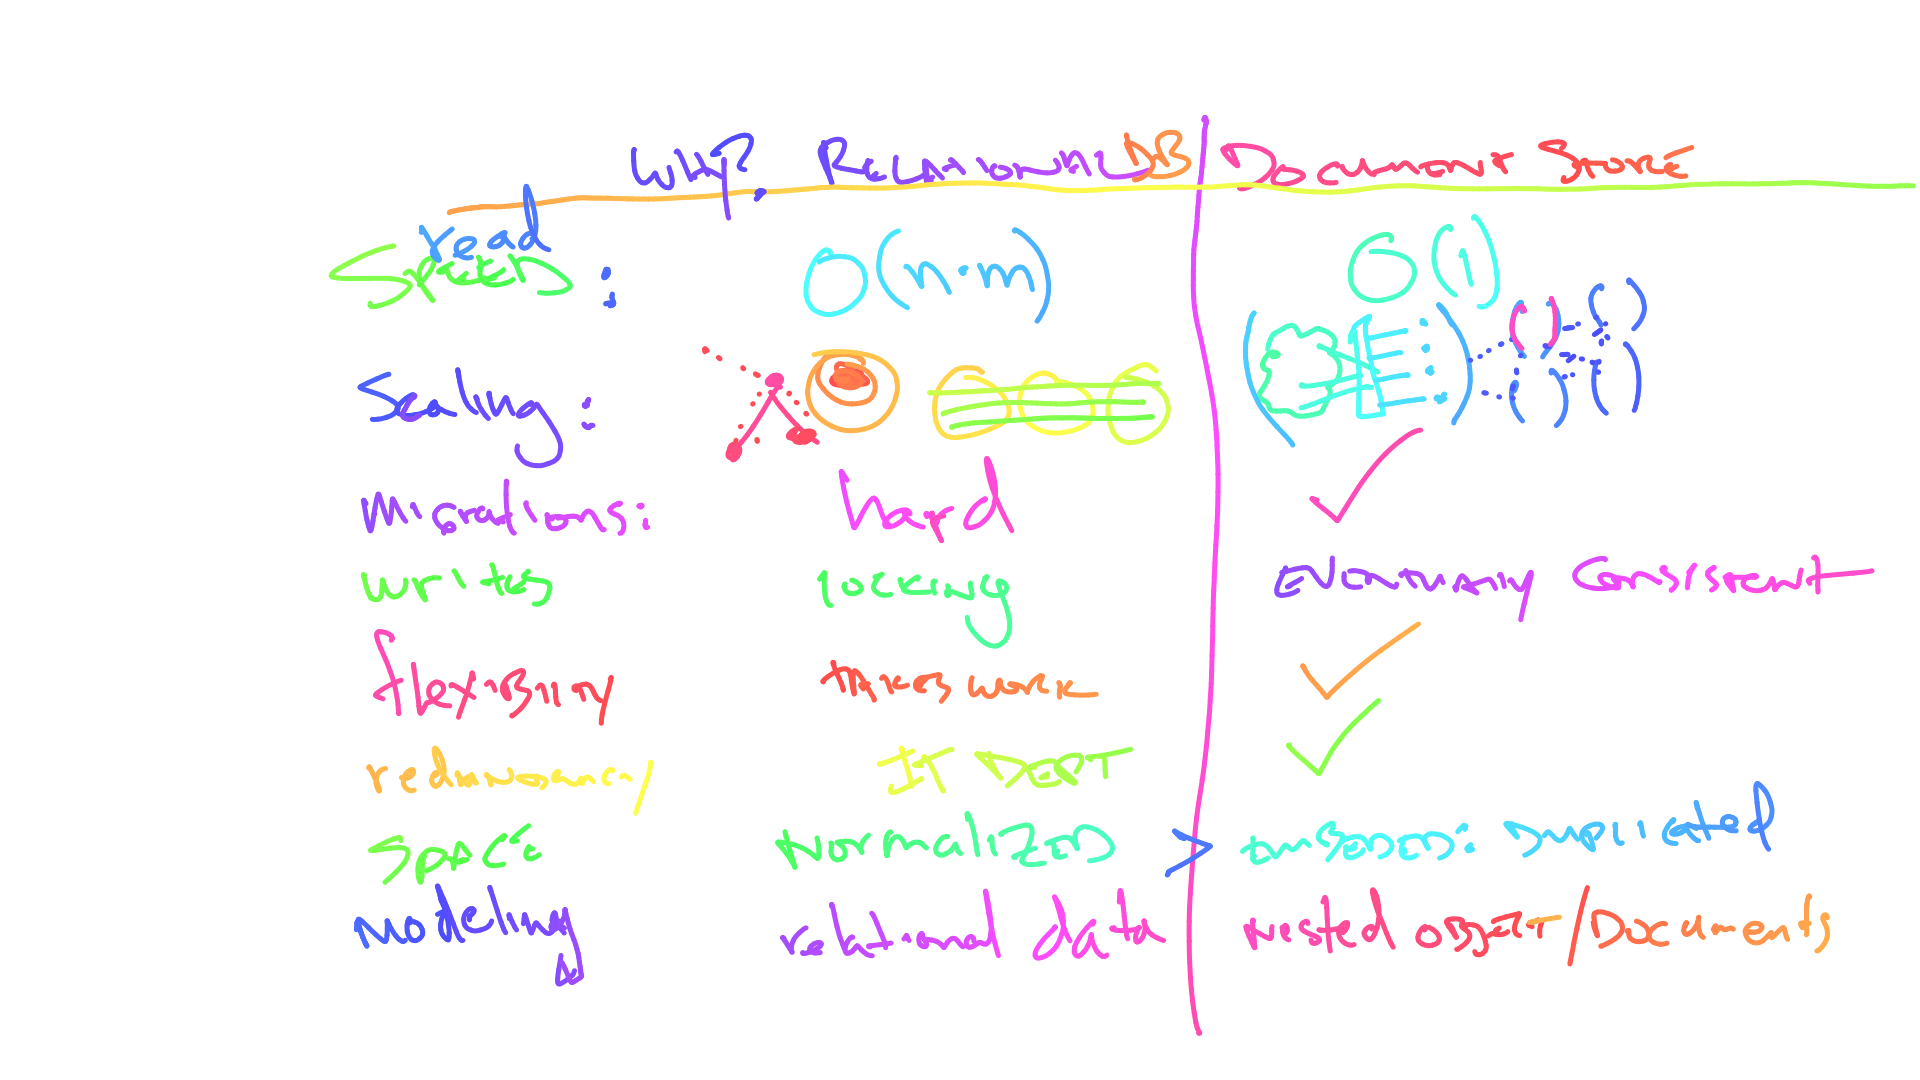 WHY? RELATIONAL DB DOCUMENT STORE
read
SPEED : O(n·m) O(1)
Scaling :
Migrations: hard ✓
writes locking Eventually Consistent
flexibility takes work ✓
redundancy IT DEPT ✓
SPACE NORMALIZED > EMBEDDED: Duplicated
Modeling relational data Nested object/Documents